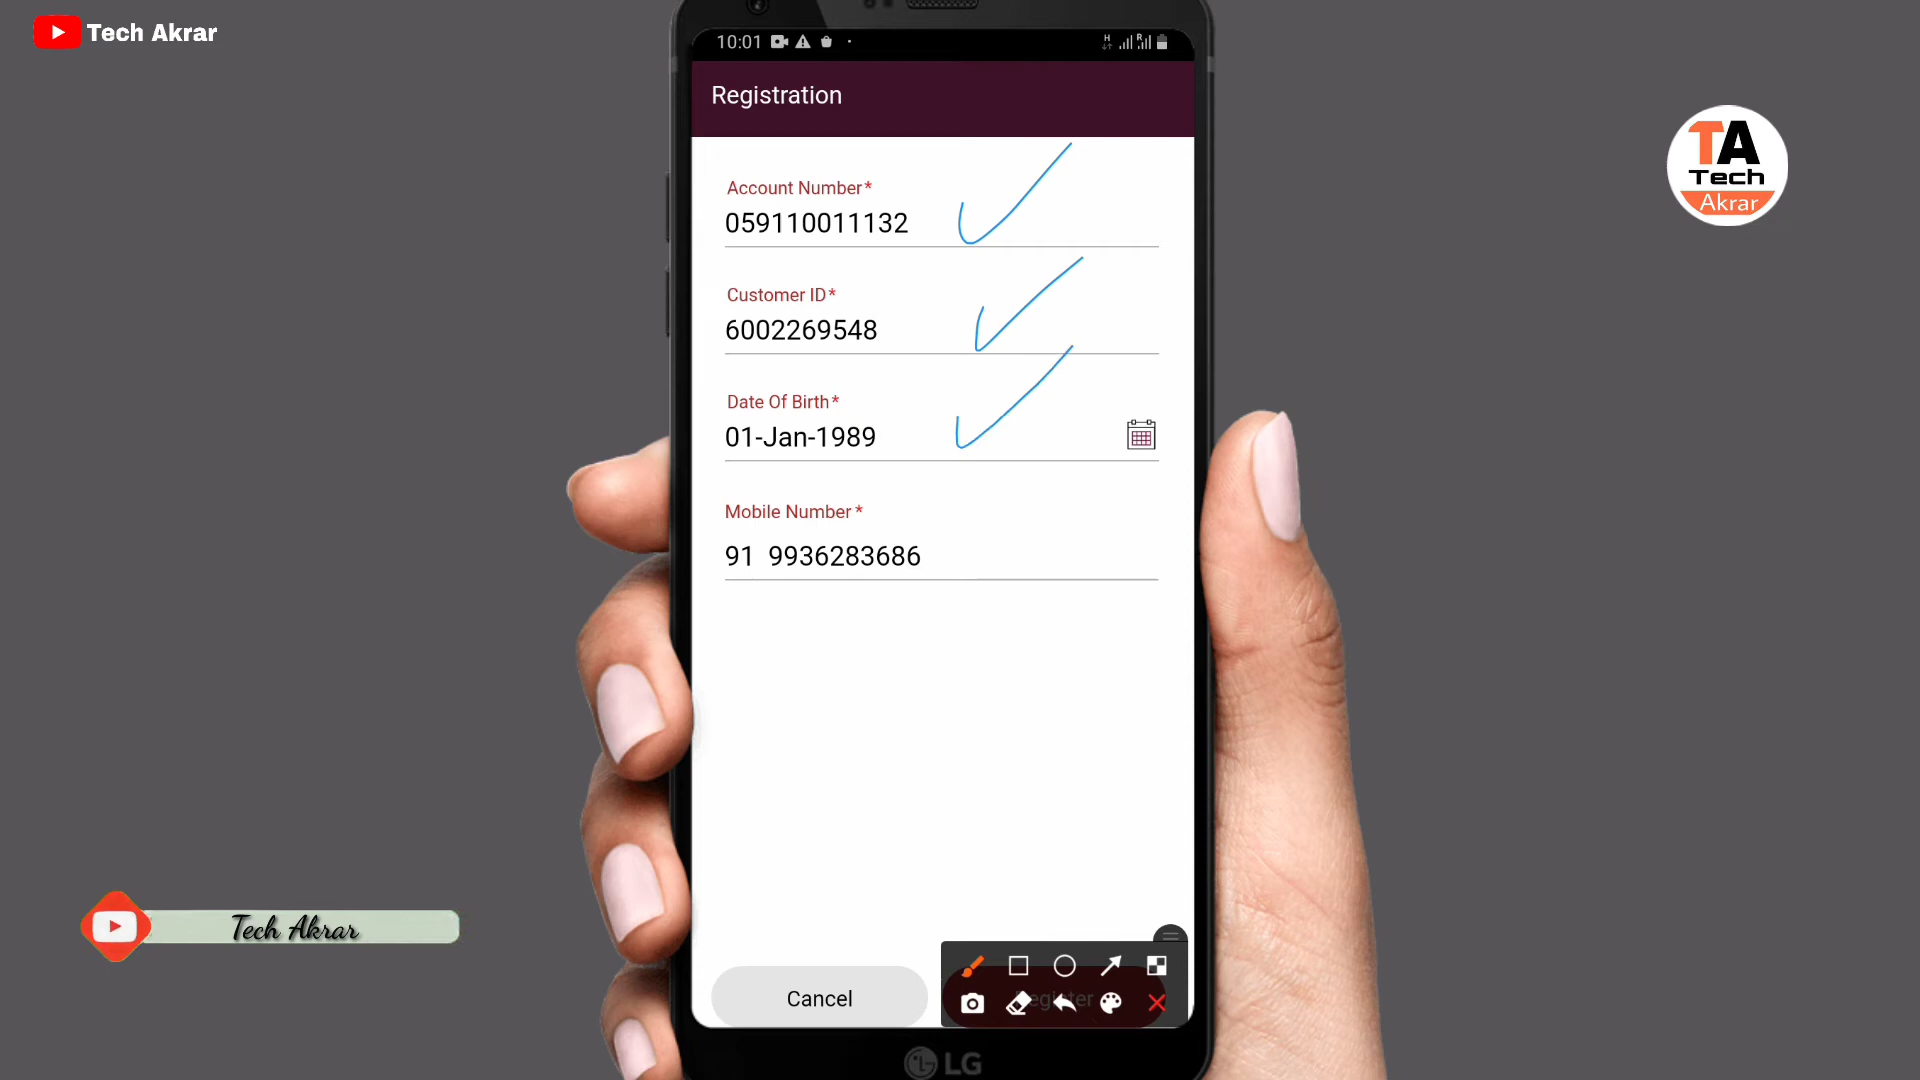 Tech Akrar
10:01
H
R
Registration
TA
Tech
Akrar
Account Number*
059110011132
Customer ID*
6002269548
Date Of Birth*
01-Jan-1989
Mobile Number *
91 9936283686
Tech Akrar
Cancel
Register
LG